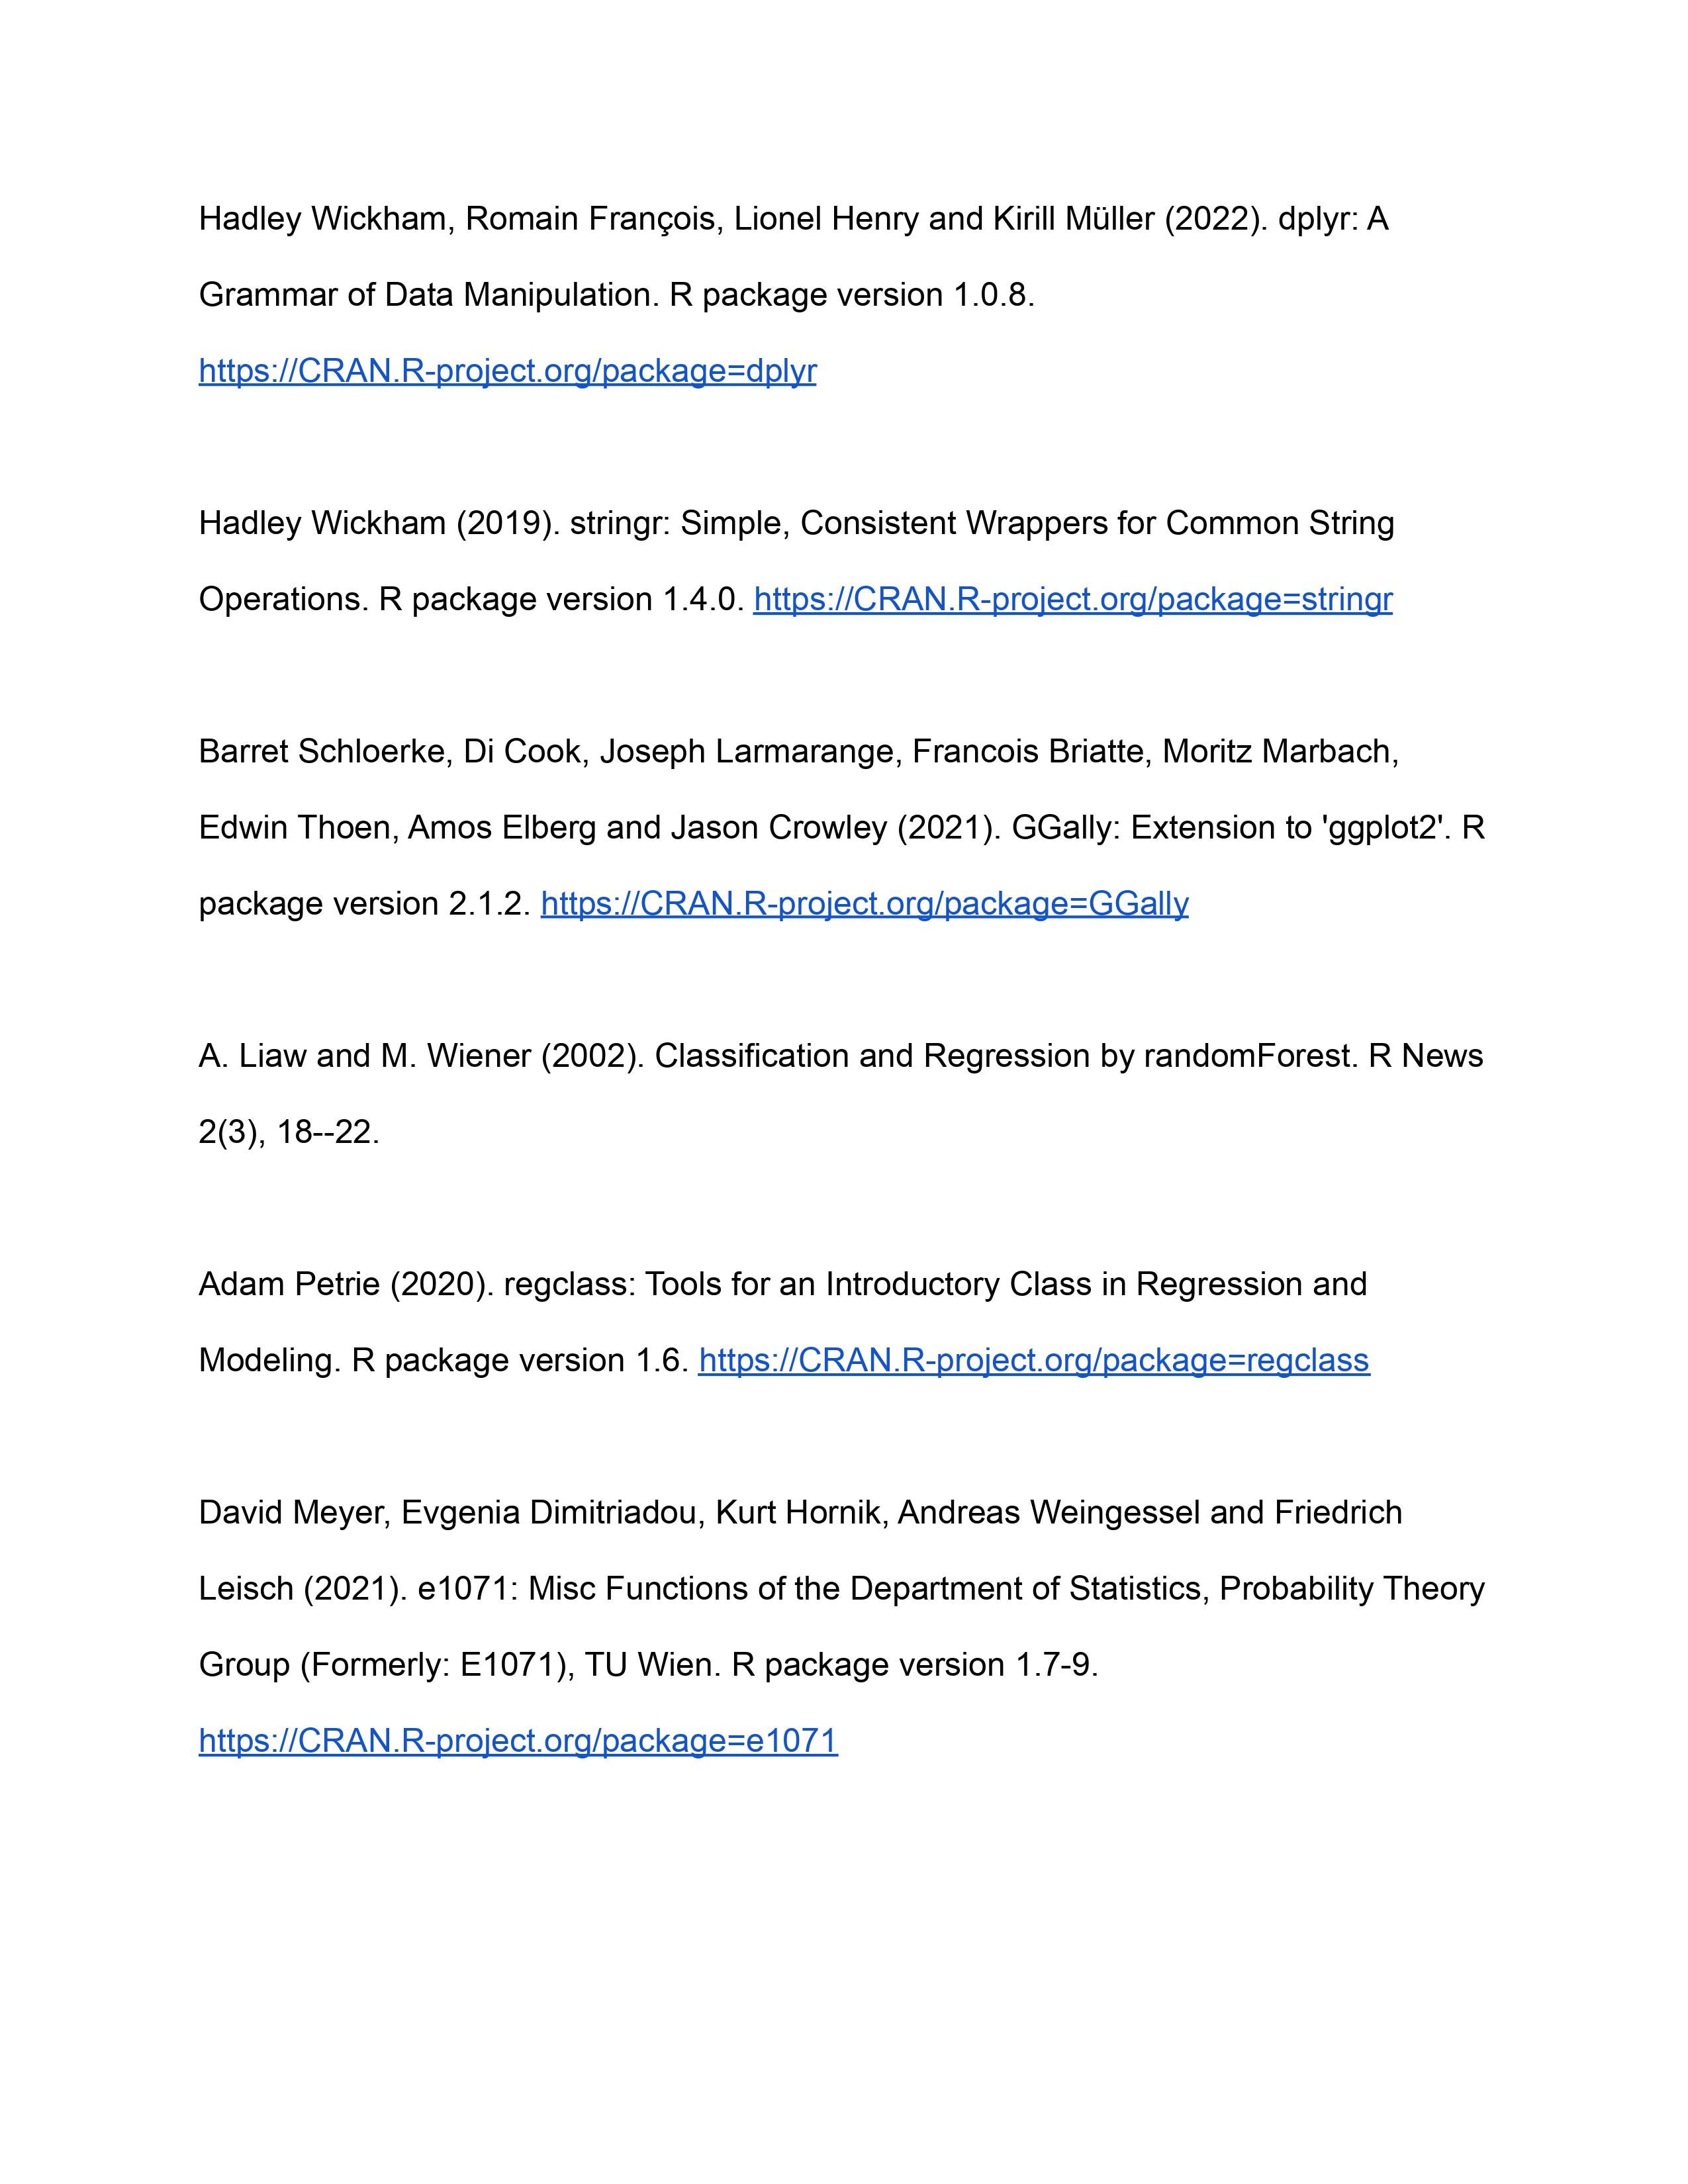 Hadley Wickham, Romain François, Lionel Henry and Kirill Müller (2022). dplyr: A
Grammar of Data Manipulation. R package version 1.0.8.
https://CRAN.R-project.org/package=dplyr
Hadley Wickham (2019). stringr: Simple, Consistent Wrappers for Common String
Operations. R package version 1.4.0. https://CRAN.R-project.org/package=stringr
Barret Schloerke, Di Cook, Joseph Larmarange, Francois Briatte, Moritz Marbach,
Edwin Thoen, Amos Elberg and Jason Crowley (2021). GGally: Extension to 'ggplot2'. R
package version 2.1.2. https://CRAN.R-project.org/package=GGally
A. Liaw and M. Wiener (2002). Classification and Regression by randomForest. R News
2(3), 18--22.
Adam Petrie (2020). regclass: Tools for an Introductory Class in Regression and
Modeling. R package version 1.6. https://CRAN.R-project.org/package=regclass
David Meyer, Evgenia Dimitriadou, Kurt Hornik, Andreas Weingessel and Friedrich
Leisch (2021). e1071: Misc Functions of the Department of Statistics, Probability Theory
Group (Formerly: E1071), TU Wien. R package version 1.7-9.
https://CRAN.R-project.org/package=e1071